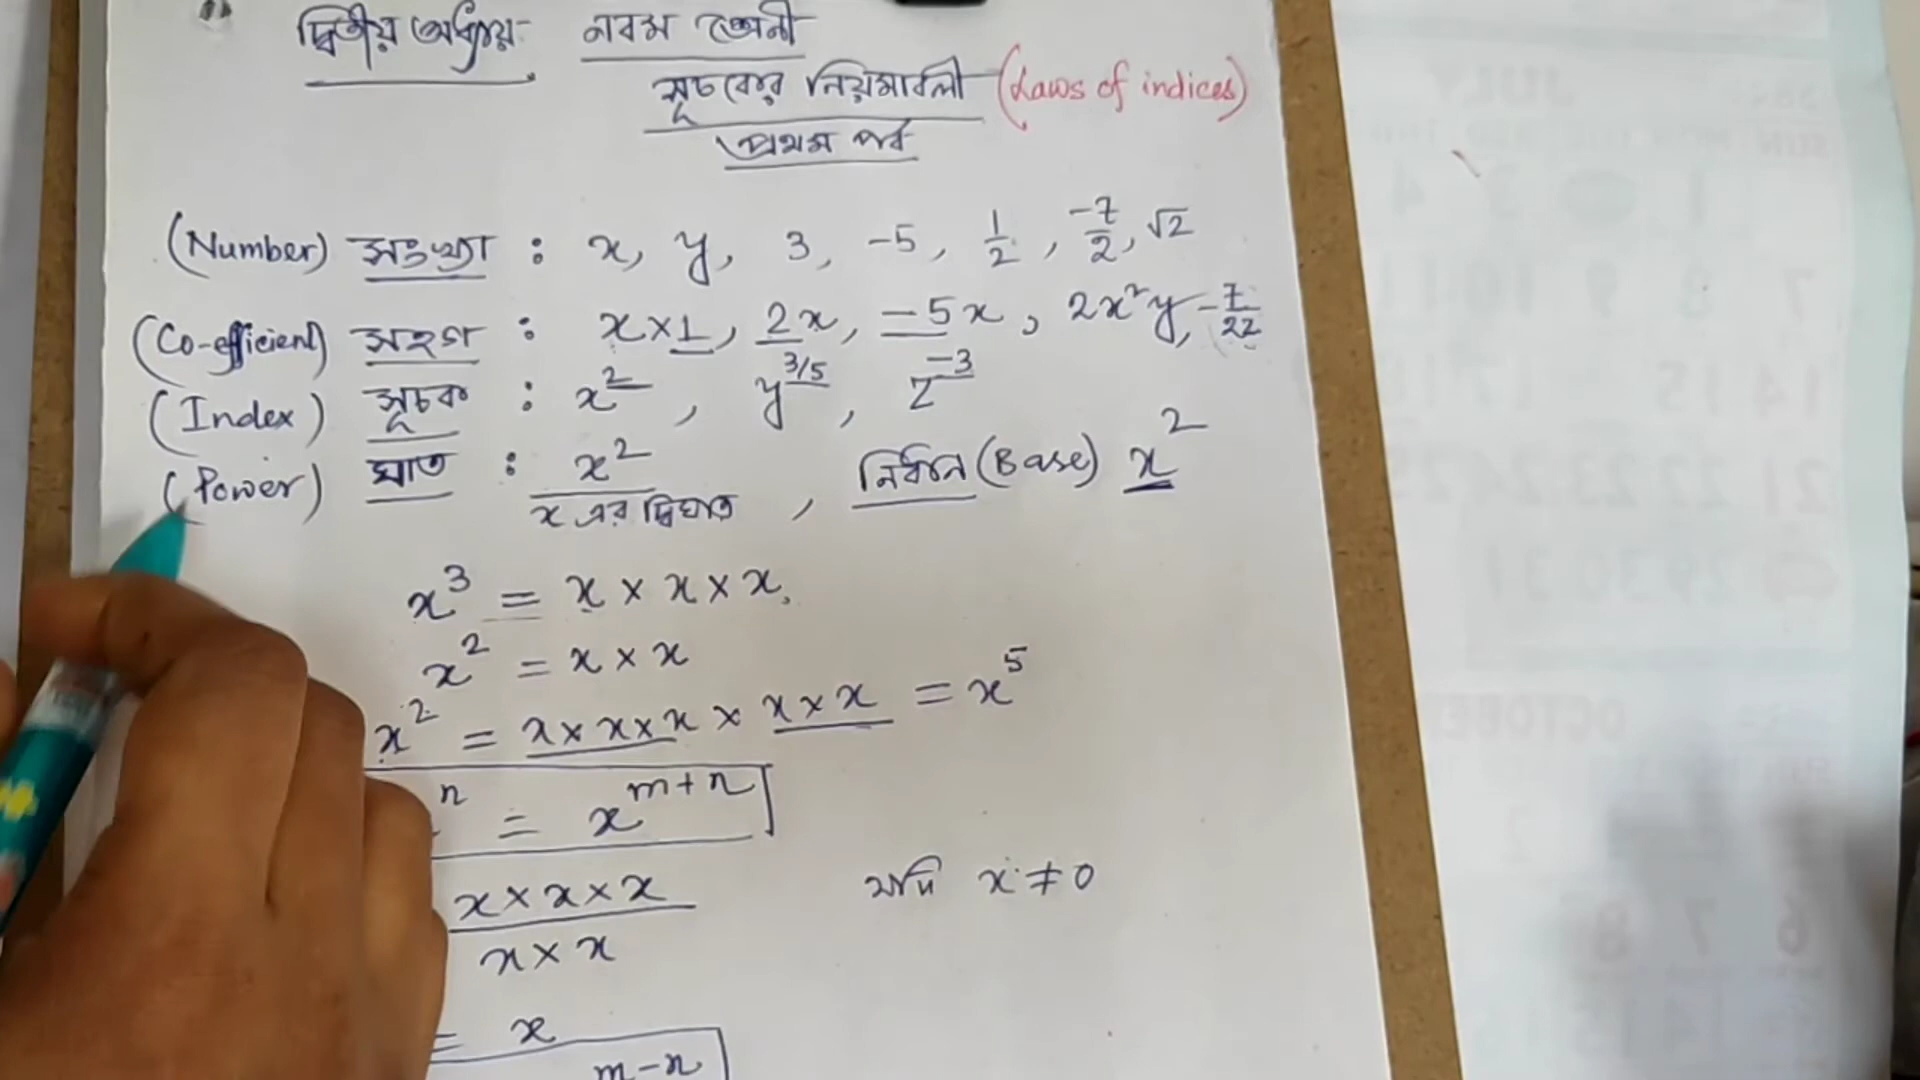 দ্বিতীয় অধ্যায় নবম শ্রেনী
সূচকের নিয়মাবলী (Laws of indices)
প্রথম পর্ব
(Number) সংখ্যা : x, y, 3, -5, 1/2, -7/2, √2
(Co-efficient) সহগ : x×1, 2x, -5x, 2x²y, -7/22
(Index) সূচক : x², y^3/5, z^-3
(Power) ঘাত : x² , নিধান (Base) x²
x এর দ্বিঘাত
x³ = x × x × x
x² = x × x
x² = x × x × x × x × x = x⁵
n = x^m+n
x × x × x যদি x ≠ 0
x × x
= x
m-n